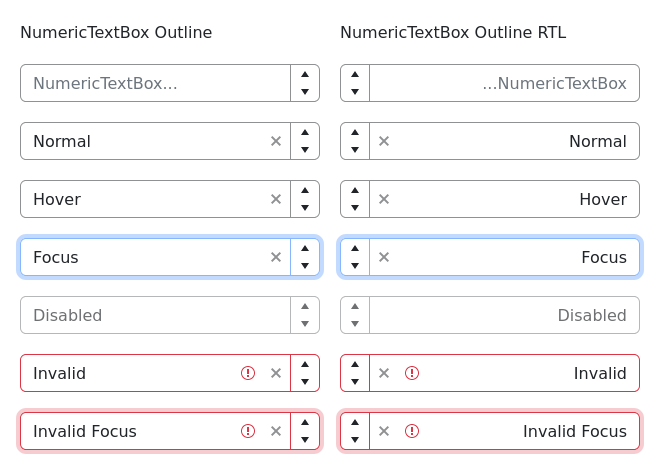 NumericTextBox Outline
NumericTextBox...
Normal
Hover
Focus
Disabled
Invalid
Invalid Focus
NumericTextBox Outline RTL
...NumericTextBox
Normal
Hover
Focus
Disabled
Invalid
Invalid Focus